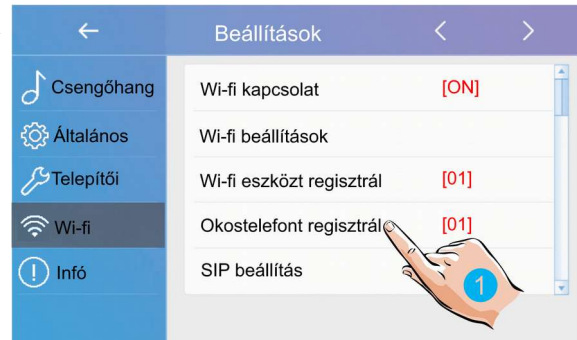 Beállítások
Csengőhang
Általános
Telepítői
Wi-fi
Infó
Wi-fi kapcsolat [ON]
Wi-fi beállítások
Wi-fi eszközt regisztrál [01]
Okostelefont regisztrál [01]
SIP beállítás
1